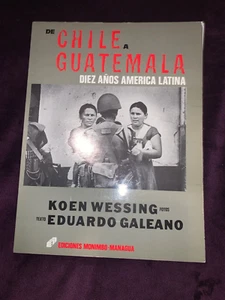 DE
CHILE A
GUATEMALA
DIEZ AÑOS AMERICA LATINA
KOEN WESSING FOTOS
TEXTO EDUARDO GALEANO
EDICIONES MONIMBO-MANAGUA